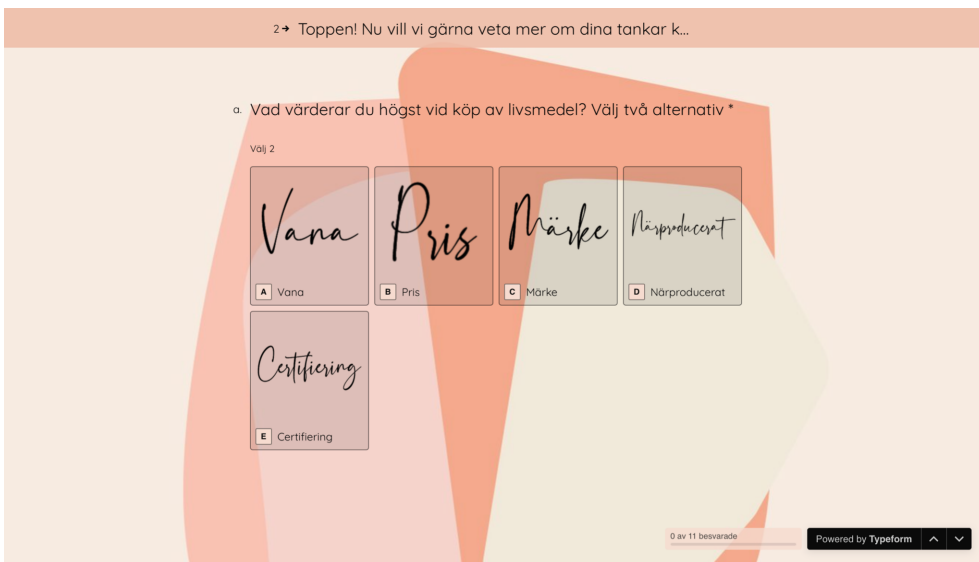 2→ Toppen! Nu vill vi gärna veta mer om dina tankar k...
a. Vad värderar du högst vid köp av livsmedel? Välj två alternativ *
Välj 2
Vana
Pris
Märke
Närproducerat
A Vana
B Pris
C Märke
D Närproducerat
Certifiering
E Certifiering
0 av 11 besvarade
Powered by Typeform